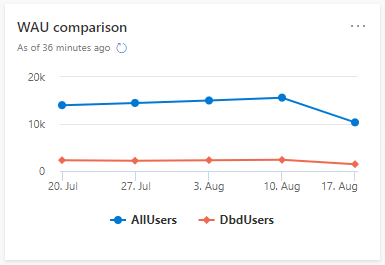 WAU comparison
As of 36 minutes ago
20k
10k
0
20. Jul 27. Jul 3. Aug 10. Aug 17. Aug
AllUsers DbdUsers